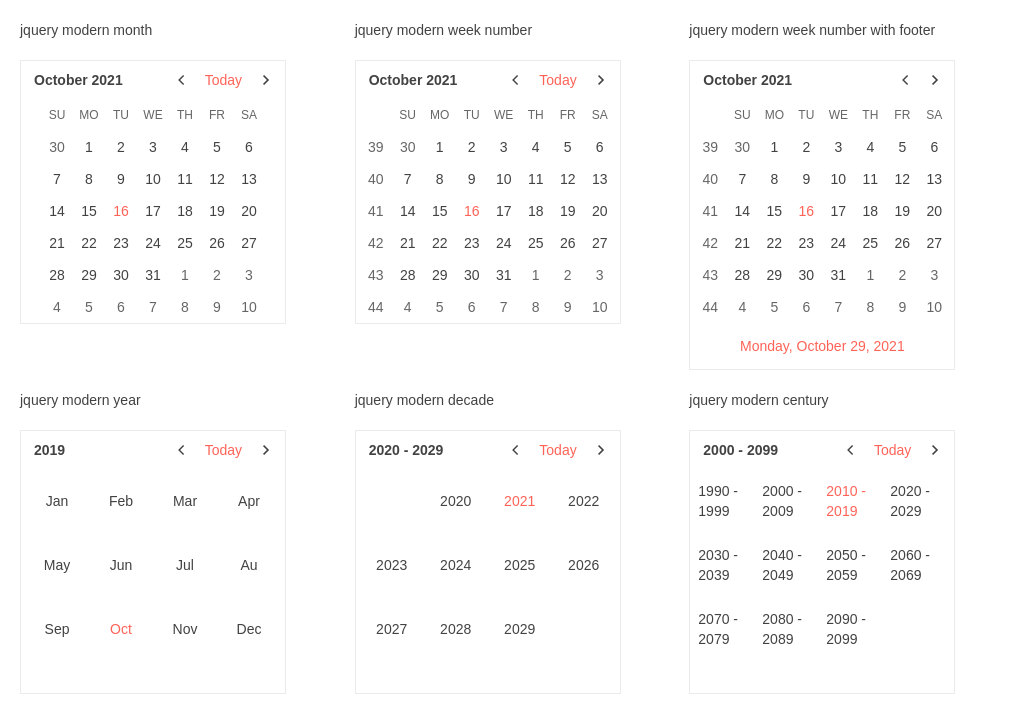 jquery modern month
October 2021 Today
SU MO TU WE TH FR SA
30 1 2 3 4 5 6
7 8 9 10 11 12 13
14 15 16 17 18 19 20
21 22 23 24 25 26 27
28 29 30 31 1 2 3
4 5 6 7 8 9 10
jquery modern week number
October 2021 Today
SU MO TU WE TH FR SA
39 30 1 2 3 4 5 6
40 7 8 9 10 11 12 13
41 14 15 16 17 18 19 20
42 21 22 23 24 25 26 27
43 28 29 30 31 1 2 3
44 4 5 6 7 8 9 10
jquery modern week number with footer
October 2021
SU MO TU WE TH FR SA
39 30 1 2 3 4 5 6
40 7 8 9 10 11 12 13
41 14 15 16 17 18 19 20
42 21 22 23 24 25 26 27
43 28 29 30 31 1 2 3
44 4 5 6 7 8 9 10
Monday, October 29, 2021
jquery modern year
2019 Today
Jan Feb Mar Apr
May Jun Jul Au
Sep Oct Nov Dec
jquery modern decade
2020 - 2029 Today
2020 2021 2022
2023 2024 2025 2026
2027 2028 2029
jquery modern century
2000 - 2099 Today
1990 - 2000 - 2010 - 2020 -
1999 2009 2019 2029
2030 - 2040 - 2050 - 2060 -
2039 2049 2059 2069
2070 - 2080 - 2090 -
2079 2089 2099